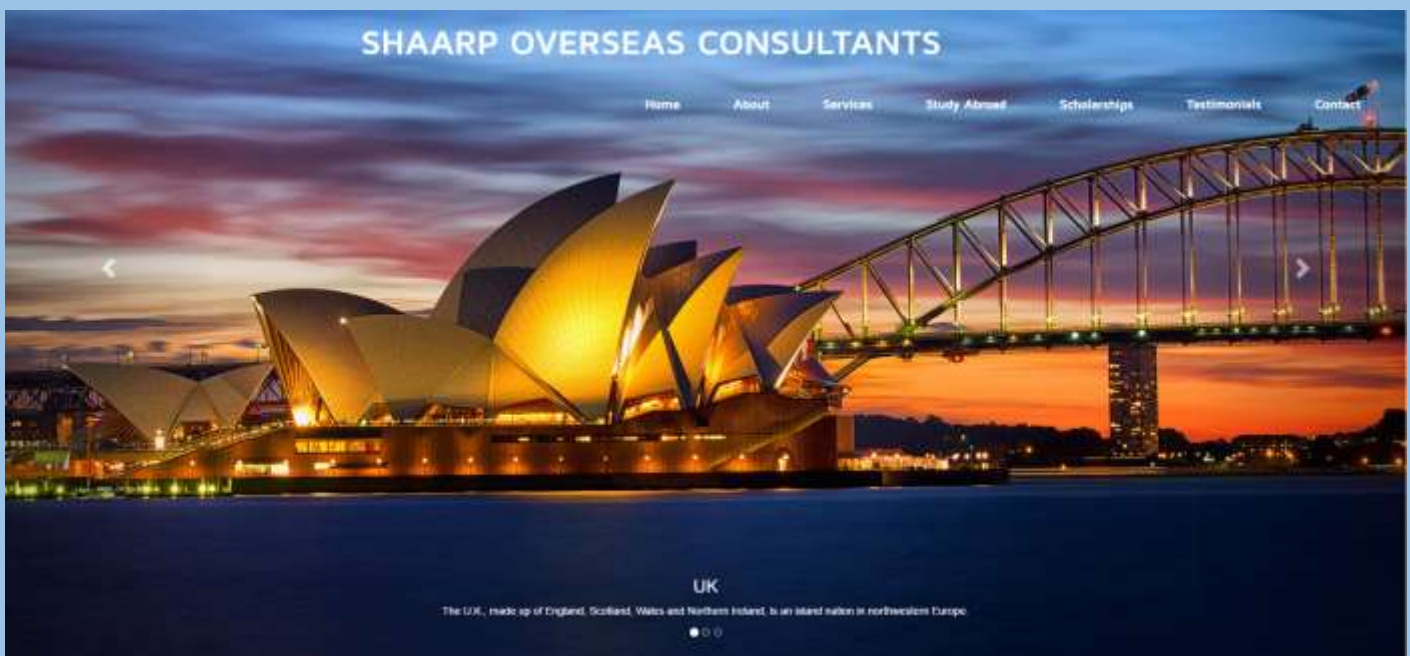 SHAARP OVERSEAS CONSULTANTS
Home About Services Study Abroad Scholarships Testimonials Contact
UK
The U.K., made up of England, Scotland, Wales and Northern Ireland, is an island nation in northwestern Europe.